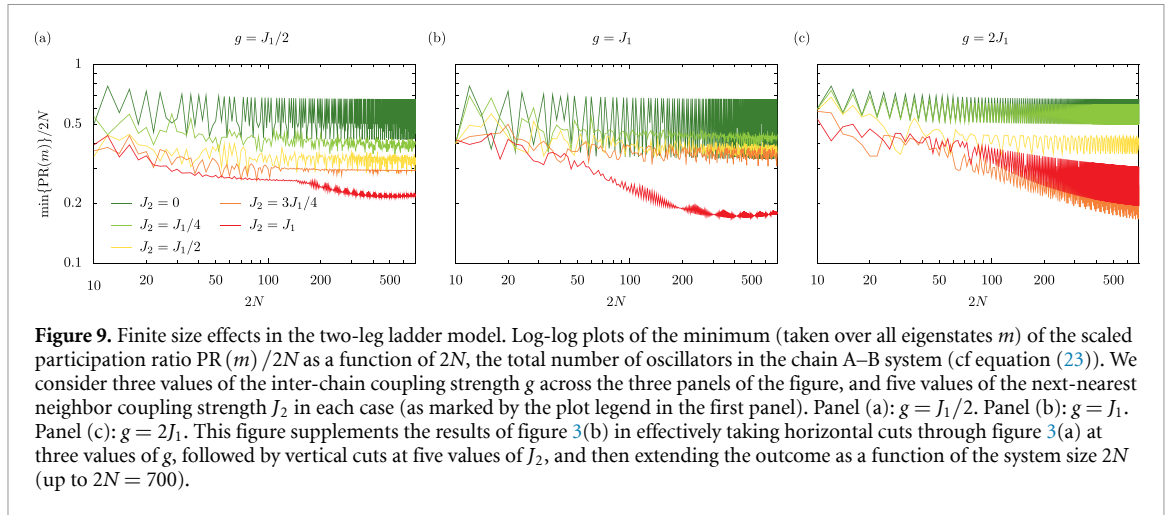 (a) g = J₁/2 (b) g = J₁ (c) g = 2J₁
min{PR(m)}/2N
1
0.5
0.2
0.1
J₂ = 0 J₂ = 3J₁/4
J₂ = J₁/4 J₂ = J₁
J₂ = J₁/2
10 20 50 100 200 500 10 20 50 100 200 500 10 20 50 100 200 500
2N 2N 2N
Figure 9. Finite size effects in the two-leg ladder model. Log-log plots of the minimum (taken over all eigenstates m) of the scaled
participation ratio PR(m)/2N as a function of 2N, the total number of oscillators in the chain A–B system (cf equation (23)). We
consider three values of the inter-chain coupling strength g across the three panels of the figure, and five values of the next-nearest
neighbor coupling strength J₂ in each case (as marked by the plot legend in the first panel). Panel (a): g = J₁/2. Panel (b): g = J₁.
Panel (c): g = 2J₁. This figure supplements the results of figure 3(b) in effectively taking horizontal cuts through figure 3(a) at
three values of g, followed by vertical cuts at five values of J₂, and then extending the outcome as a function of the system size 2N
(up to 2N = 700).